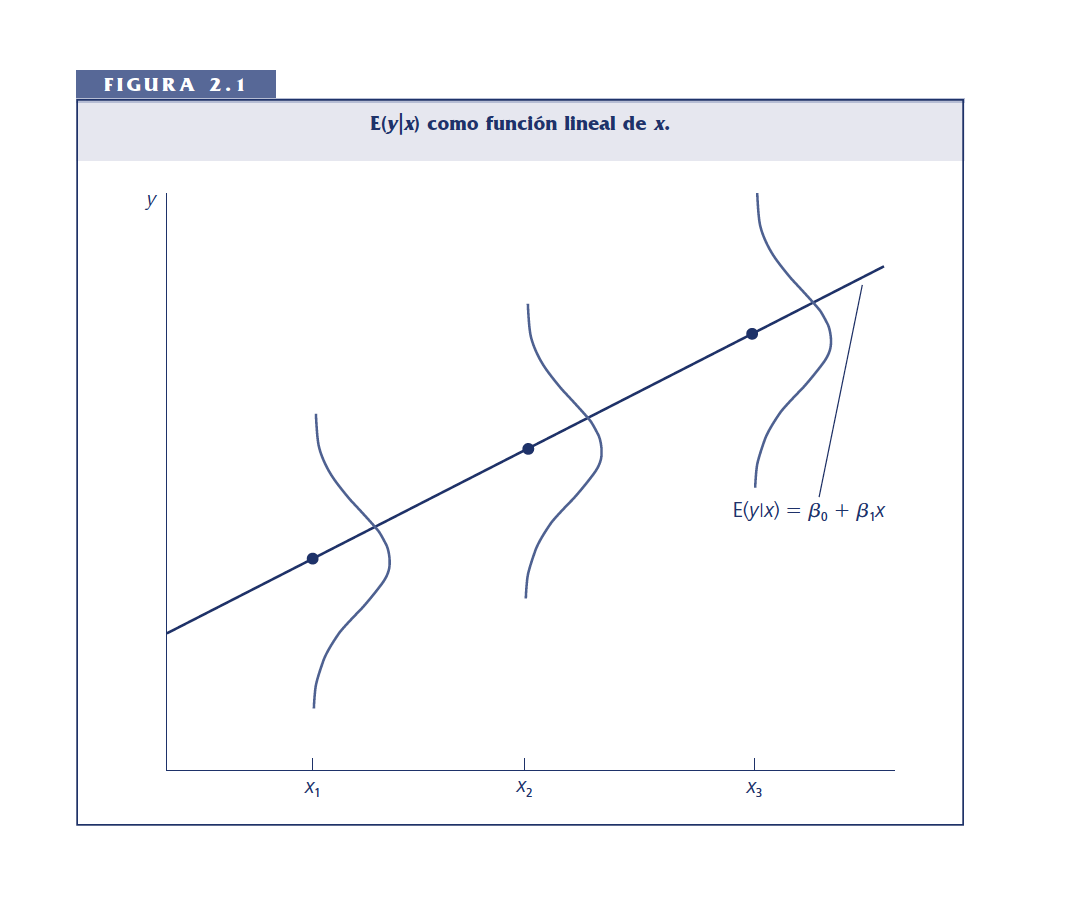 FIGURA 2.1
E(y|x) como función lineal de x.
y
E(y|x) = β₀ + β₁x
x₁
x₂
x₃